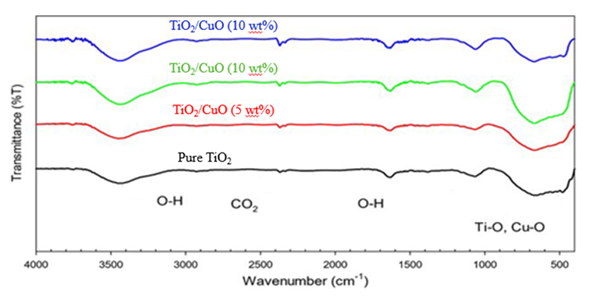 TiO2/CuO (10 wt%)
TiO2/CuO (10 wt%)
TiO2/CuO (5 wt%)
Pure TiO2
O-H
CO2
O-H
Ti-O, Cu-O
Transmittance (%T)
4000 3500 3000 2500 2000 1500 1000 500
Wavenumber (cm-1)